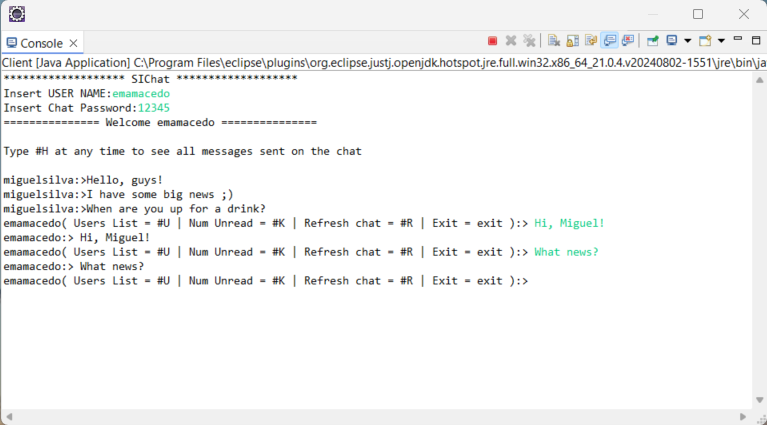 Console
Client [Java Application] C:\Program Files\eclipse\plugins\org.eclipse.justj.openjdk.hotspot.jre.full.win32.x86_64_21.0.4.v20240802-1551\jre\bin\ja
******************* SIChat *******************
Insert USER NAME:emamacedo
Insert Chat Password:12345
=============== Welcome emamacedo ===============
Type #H at any time to see all messages sent on the chat
miguelsilva:>Hello, guys!
miguelsilva:>I have some big news ;)
miguelsilva:>When are you up for a drink?
emamacedo( Users List = #U | Num Unread = #K | Refresh chat = #R | Exit = exit ):> Hi, Miguel!
emamacedo:> Hi, Miguel!
emamacedo( Users List = #U | Num Unread = #K | Refresh chat = #R | Exit = exit ):> What news?
emamacedo:> What news?
emamacedo( Users List = #U | Num Unread = #K | Refresh chat = #R | Exit = exit ):>